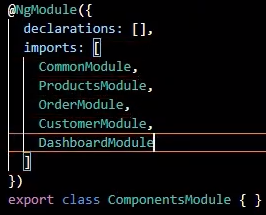 @NgModule({
  declarations: [],
  imports: [
    CommonModule,
    ProductsModule,
    OrderModule,
    CustomerModule,
    DashboardModule
  ]
})
export class ComponentsModule { }